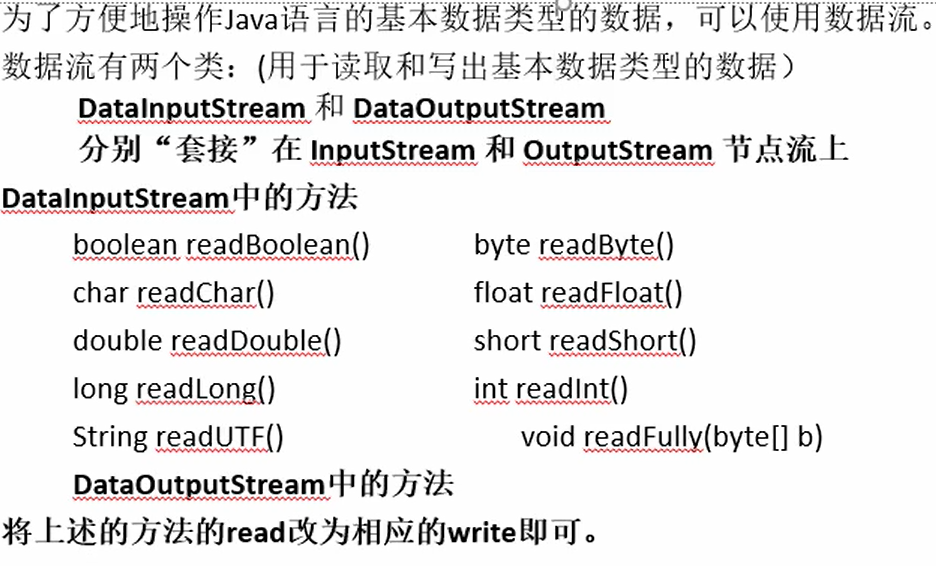 为了方便地操作Java语言的基本数据类型的数据，可以使用数据流。
数据流有两个类：(用于读取和写出基本数据类型的数据）
DataInputStream 和 DataOutputStream
分别“套接”在 InputStream 和 OutputStream 节点流上
DataInputStream中的方法
boolean readBoolean() byte readByte()
char readChar() float readFloat()
double readDouble() short readShort()
long readLong() int readInt()
String readUTF() void readFully(byte[] b)
DataOutputStream中的方法
将上述的方法的read改为相应的write即可。